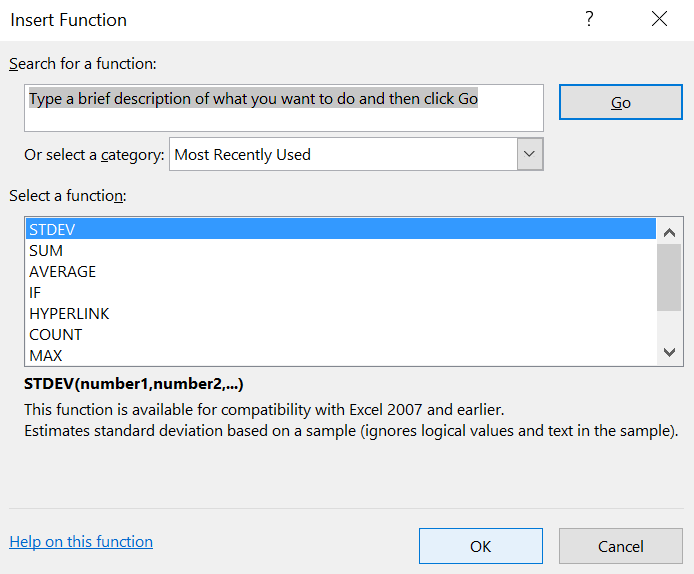 Insert Function
?
Search for a function:
Type a brief description of what you want to do and then click Go
Go
Or select a category:
Most Recently Used
Select a function:
STDEV
SUM
AVERAGE
IF
HYPERLINK
COUNT
MAX
STDEV(number1,number2,...)
This function is available for compatibility with Excel 2007 and earlier.
Estimates standard deviation based on a sample (ignores logical values and text in the sample).
Help on this function
OK
Cancel